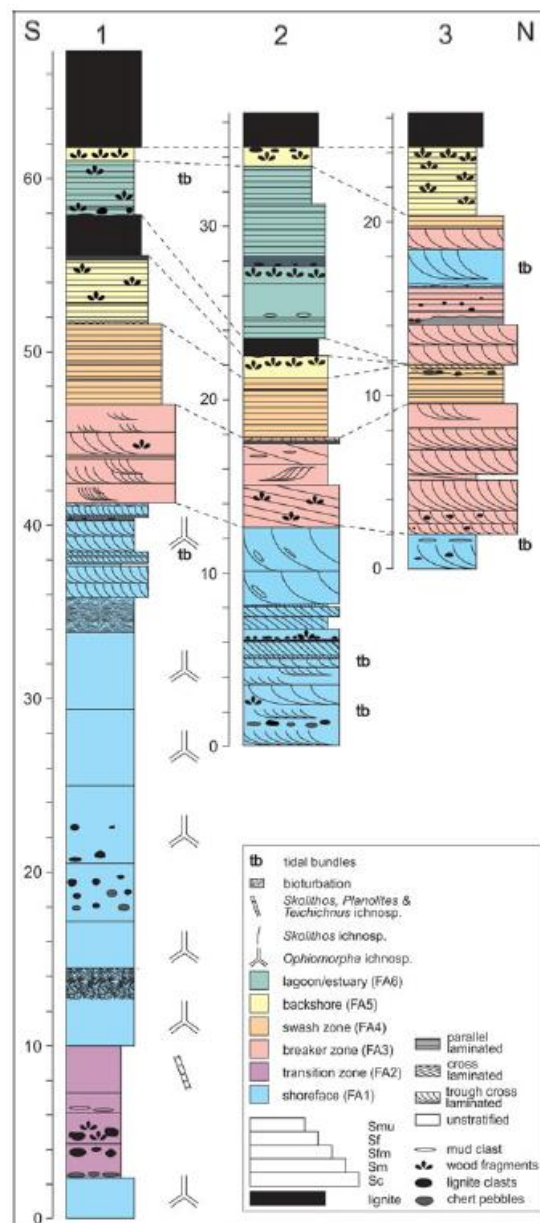 S 1 2 3 N
60
50
40
30
20
10
0
tb
tb
30
20
10
0
tb
tb
20
10
0
tb
tb
tb tidal bundles
bioturbation
Skolithos, Planolites &
Teichichnus ichnosp.
Skolithos ichnosp.
Ophiomorpha ichnosp.
lagoon/estuary (FA6)
backshore (FA5)
swash zone (FA4)
breaker zone (FA3)
transition zone (FA2)
shoreface (FA1)
Smu
Sf
Sfm
Sm
Sc
lignite
parallel
laminated
cross
laminated
trough cross
laminated
unstratified
mud clast
wood fragments
lignite clasts
chert pebbles